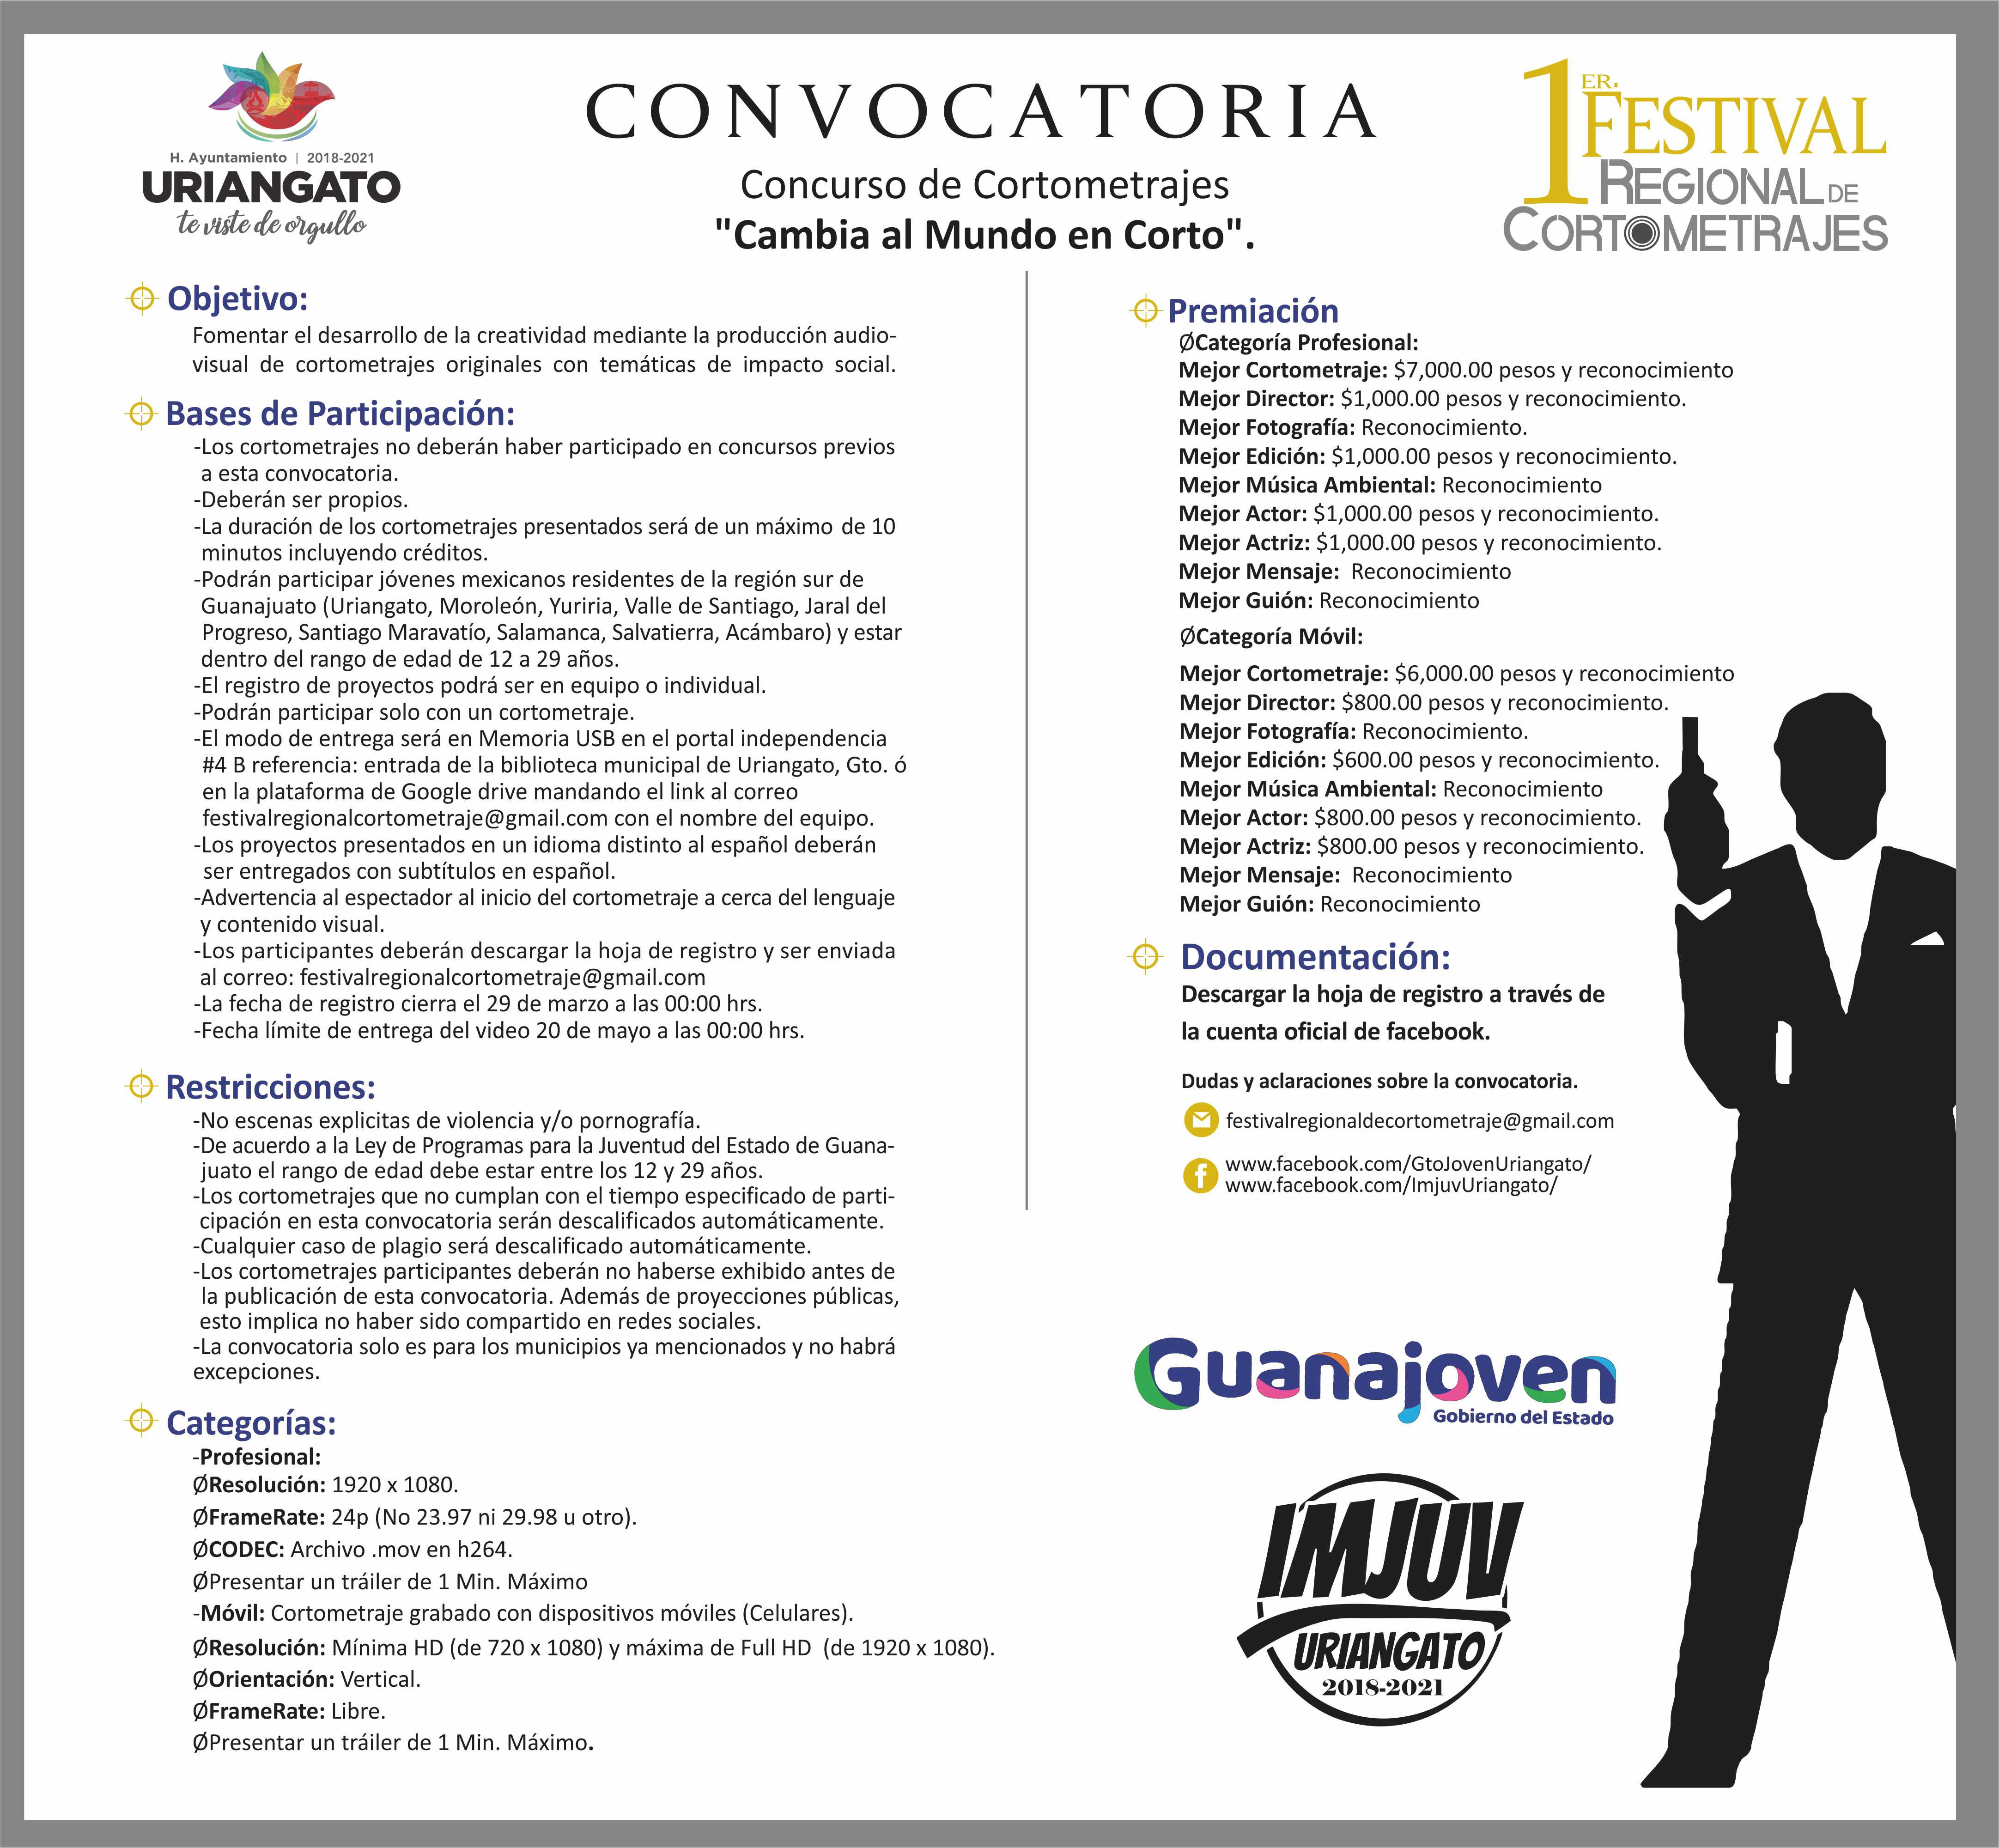 H. Ayuntamiento | 2018-2021
URIANGATO
te viste de orgullo
CONVOCATORIA
Concurso de Cortometrajes
"Cambia al Mundo en Corto".
1ER. FESTIVAL
REGIONAL DE
CORTOMETRAJES
Objetivo:
Fomentar el desarrollo de la creatividad mediante la producción audio-
visual de cortometrajes originales con temáticas de impacto social.
Bases de Participación:
-Los cortometrajes no deberán haber participado en concursos previos
a esta convocatoria.
-Deberán ser propios.
-La duración de los cortometrajes presentados será de un máximo de 10
minutos incluyendo créditos.
-Podrán participar jóvenes mexicanos residentes de la región sur de
Guanajuato (Uriangato, Moroleón, Yuriria, Valle de Santiago, Jaral del
Progreso, Santiago Maravatío, Salamanca, Salvatierra, Acámbaro) y estar
dentro del rango de edad de 12 a 29 años.
-El registro de proyectos podrá ser en equipo o individual.
-Podrán participar solo con un cortometraje.
-El modo de entrega será en Memoria USB en el portal independencia
#4 B referencia: entrada de la biblioteca municipal de Uriangato, Gto. ó
en la plataforma de Google drive mandando el link al correo
festivalregionalcortometraje@gmail.com con el nombre del equipo.
-Los proyectos presentados en un idioma distinto al español deberán
ser entregados con subtítulos en español.
-Advertencia al espectador al inicio del cortometraje a cerca del lenguaje
y contenido visual.
-Los participantes deberán descargar la hoja de registro y ser enviada
al correo: festivalregionalcortometraje@gmail.com
-La fecha de registro cierra el 29 de marzo a las 00:00 hrs.
-Fecha límite de entrega del video 20 de mayo a las 00:00 hrs.
Restricciones:
-No escenas explicitas de violencia y/o pornografía.
-De acuerdo a la Ley de Programas para la Juventud del Estado de Guana-
juato el rango de edad debe estar entre los 12 y 29 años.
-Los cortometrajes que no cumplan con el tiempo especificado de parti-
cipación en esta convocatoria serán descalificados automáticamente.
-Cualquier caso de plagio será descalificado automáticamente.
-Los cortometrajes participantes deberán no haberse exhibido antes de
la publicación de esta convocatoria. Además de proyecciones públicas,
esto implica no haber sido compartido en redes sociales.
-La convocatoria solo es para los municipios ya mencionados y no habrá
excepciones.
Categorías:
-Profesional:
ØResolución: 1920 x 1080.
ØFrameRate: 24p (No 23.97 ni 29.98 u otro).
ØCODEC: Archivo .mov en h264.
ØPresentar un tráiler de 1 Min. Máximo
-Móvil: Cortometraje grabado con dispositivos móviles (Celulares).
ØResolución: Mínima HD (de 720 x 1080) y máxima de Full HD (de 1920 x 1080).
ØOrientación: Vertical.
ØFrameRate: Libre.
ØPresentar un tráiler de 1 Min. Máximo.
Premiación
ØCategoría Profesional:
Mejor Cortometraje: $7,000.00 pesos y reconocimiento
Mejor Director: $1,000.00 pesos y reconocimiento.
Mejor Fotografía: Reconocimiento.
Mejor Edición: $1,000.00 pesos y reconocimiento.
Mejor Música Ambiental: Reconocimiento
Mejor Actor: $1,000.00 pesos y reconocimiento.
Mejor Actriz: $1,000.00 pesos y reconocimiento.
Mejor Mensaje: Reconocimiento
Mejor Guión: Reconocimiento
ØCategoría Móvil:
Mejor Cortometraje: $6,000.00 pesos y reconocimiento
Mejor Director: $800.00 pesos y reconocimiento.
Mejor Fotografía: Reconocimiento.
Mejor Edición: $600.00 pesos y reconocimiento.
Mejor Música Ambiental: Reconocimiento
Mejor Actor: $800.00 pesos y reconocimiento.
Mejor Actriz: $800.00 pesos y reconocimiento.
Mejor Mensaje: Reconocimiento
Mejor Guión: Reconocimiento
Documentación:
Descargar la hoja de registro a través de
la cuenta oficial de facebook.
Dudas y aclaraciones sobre la convocatoria.
festivalregionaldecortometraje@gmail.com
www.facebook.com/GtoJovenUriangato/
www.facebook.com/ImjuvUriangato/
Guanajoven
Gobierno del Estado
IMJUV
URIANGATO
2018-2021